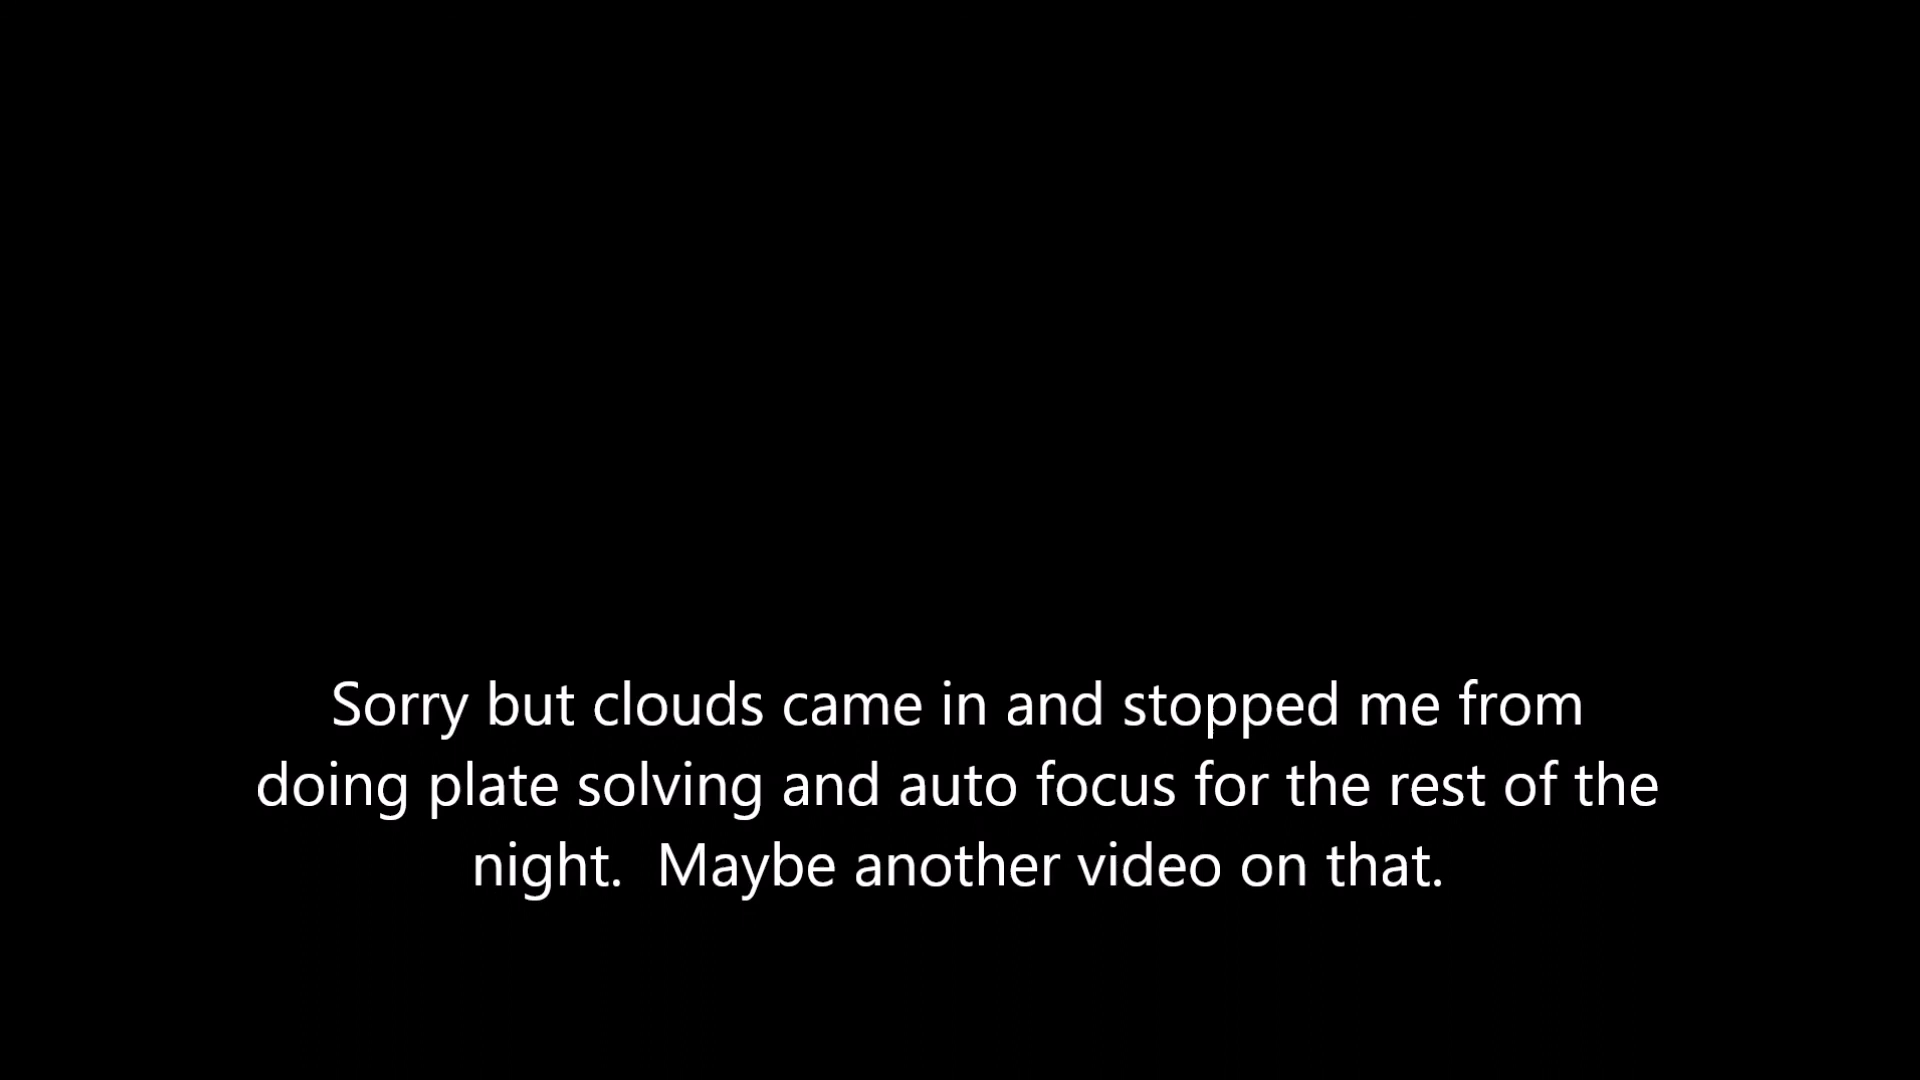 Sorry but clouds came in and stopped me from
doing plate solving and auto focus for the rest of the
night.  Maybe another video on that.